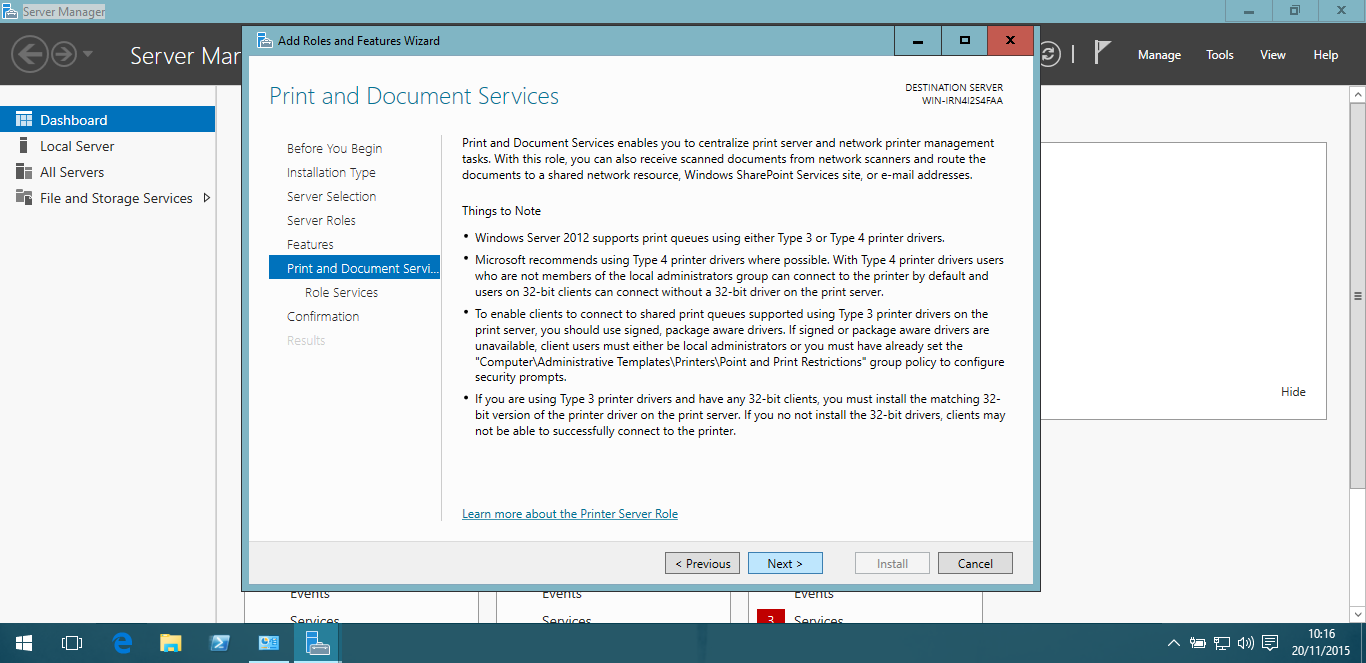 Server Manager
Server Mar
Manage
Tools
View
Help
Dashboard
Local Server
All Servers
File and Storage Services
Add Roles and Features Wizard
Print and Document Services
DESTINATION SERVER
WIN-IRN4I2S4FAA
Before You Begin
Installation Type
Server Selection
Server Roles
Features
Print and Document Servi...
Role Services
Confirmation
Results
Print and Document Services enables you to centralize print server and network printer management
tasks. With this role, you can also receive scanned documents from network scanners and route the
documents to a shared network resource, Windows SharePoint Services site, or e-mail addresses.
Things to Note
• Windows Server 2012 supports print queues using either Type 3 or Type 4 printer drivers.
• Microsoft recommends using Type 4 printer drivers where possible. With Type 4 printer drivers users
who are not members of the local administrators group can connect to the printer by default and
users on 32-bit clients can connect without a 32-bit driver on the print server.
• To enable clients to connect to shared print queues supported using Type 3 printer drivers on the
print server, you should use signed, package aware drivers. If signed or package aware drivers are
unavailable, client users must either be local administrators or you must have already set the
"Computer\Administrative Templates\Printers\Point and Print Restrictions" group policy to configure
security prompts.
• If you are using Type 3 printer drivers and have any 32-bit clients, you must install the matching 32-
bit version of the printer driver on the print server. If you no not install the 32-bit drivers, clients may
not be able to successfully connect to the printer.
Learn more about the Printer Server Role
< Previous
Next >
Install
Cancel
Hide
Events
Events
Events
Services
Services
3 Services
10:16
20/11/2015